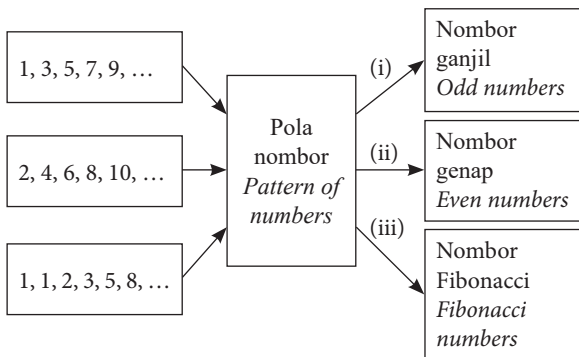 1, 3, 5, 7, 9, …
2, 4, 6, 8, 10, …
1, 1, 2, 3, 5, 8, …
Pola
nombor
Pattern of
numbers
(i)
Nombor
ganjil
Odd numbers
(ii)
Nombor
genap
Even numbers
(iii)
Nombor
Fibonacci
Fibonacci
numbers